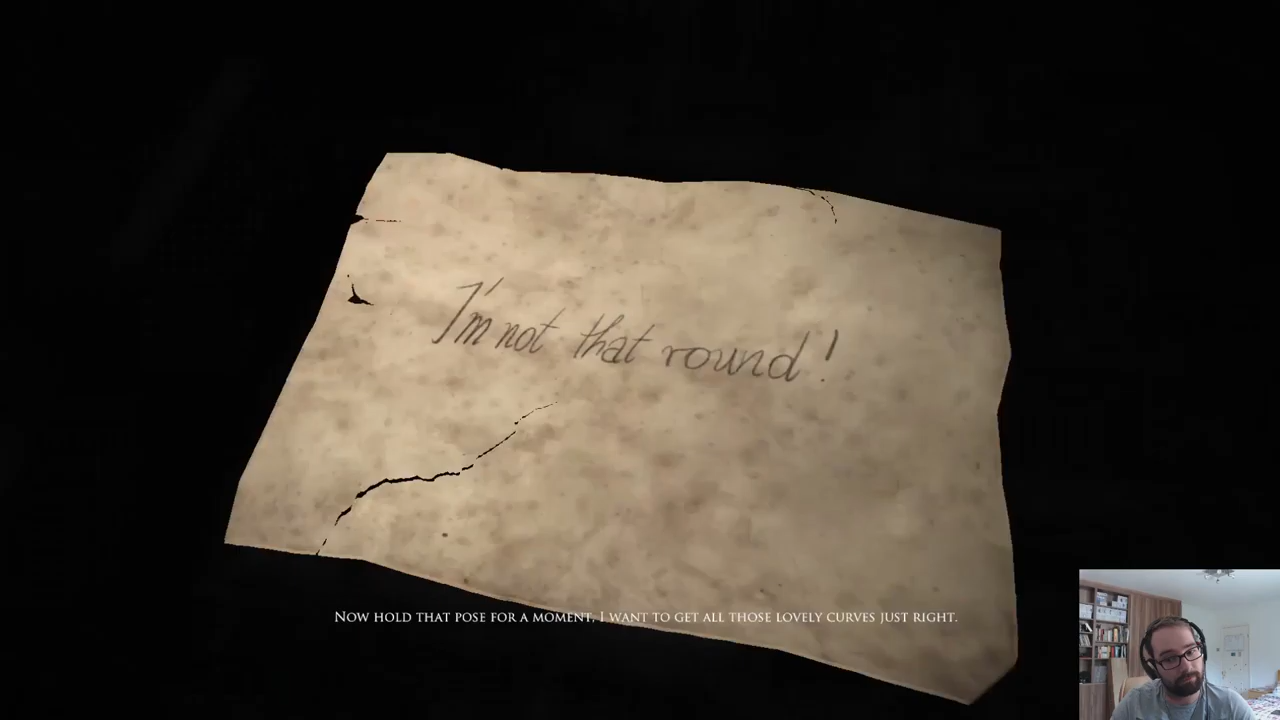 I'm not that round!
Now hold that pose for a moment, I want to get all those lovely curves just right.